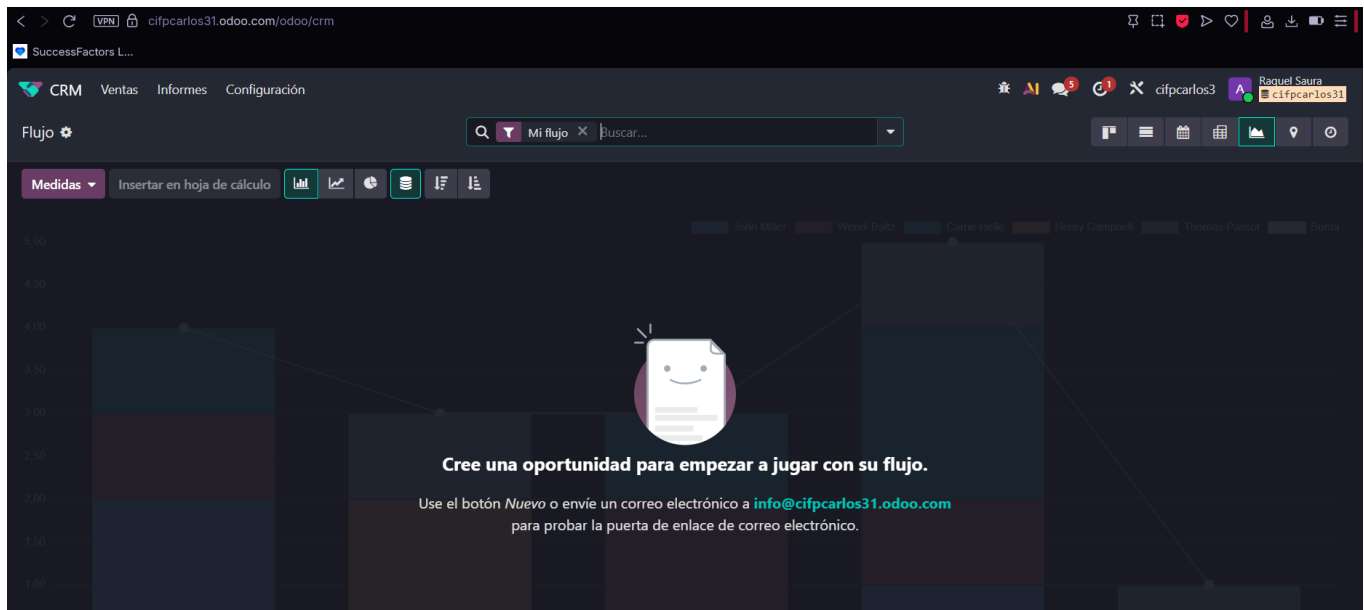 VPN cifpcarlos31.odoo.com/odoo/crm
SuccessFactors L...
CRM Ventas Informes Configuración AI 5 1 cifpcarlos3 A Raquel Saura
cifpcarlos31
Flujo Mi flujo × Buscar...
Medidas Insertar en hoja de cálculo
John Miller Wendi Baltz Carrie Helle Henry Campbell Thomas Passot Suma
5,00
4,50
4,00
3,50
3,00
Cree una oportunidad para empezar a jugar con su flujo.
2,50
2,00
Use el botón Nuevo o envíe un correo electrónico a info@cifpcarlos31.odoo.com
para probar la puerta de enlace de correo electrónico.
1,50
1,00